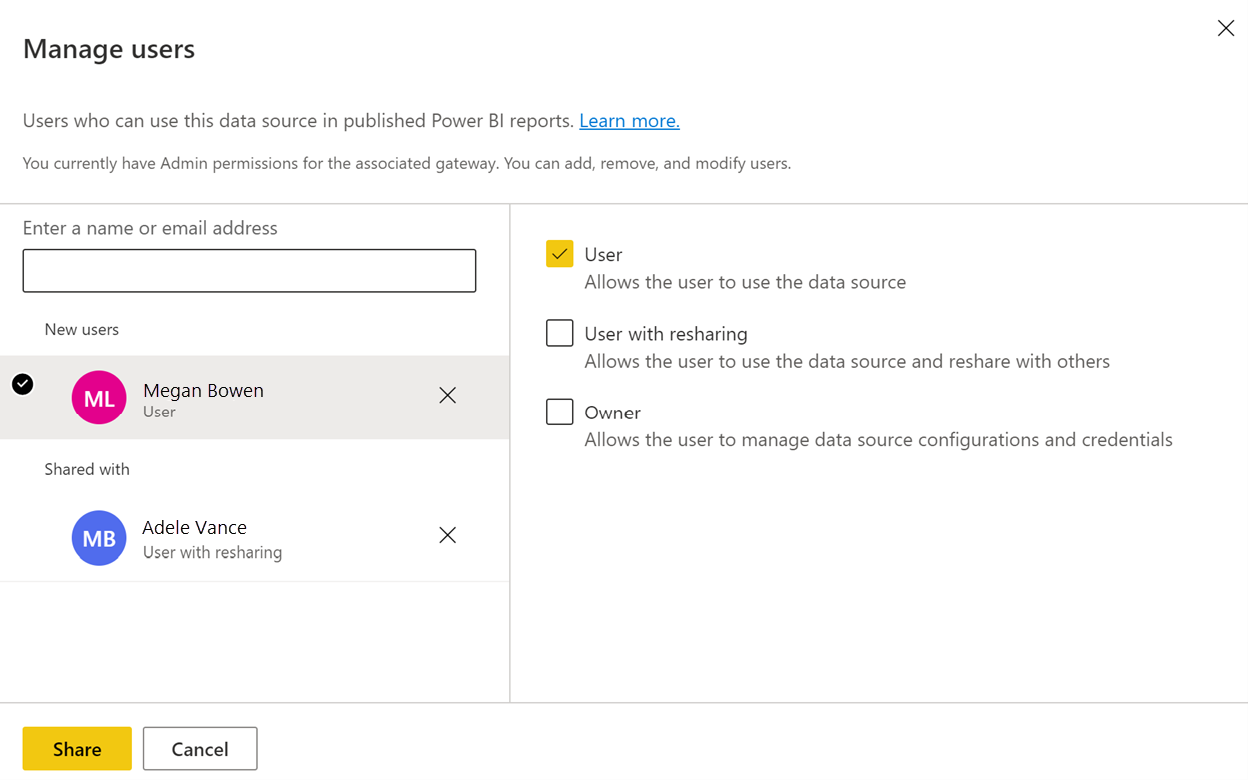 Manage users
Users who can use this data source in published Power BI reports. Learn more.
You currently have Admin permissions for the associated gateway. You can add, remove, and modify users.
Enter a name or email address
New users
ML
Megan Bowen
User
Shared with
MB
Adele Vance
User with resharing
User
Allows the user to use the data source
User with resharing
Allows the user to use the data source and reshare with others
Owner
Allows the user to manage data source configurations and credentials
Share
Cancel